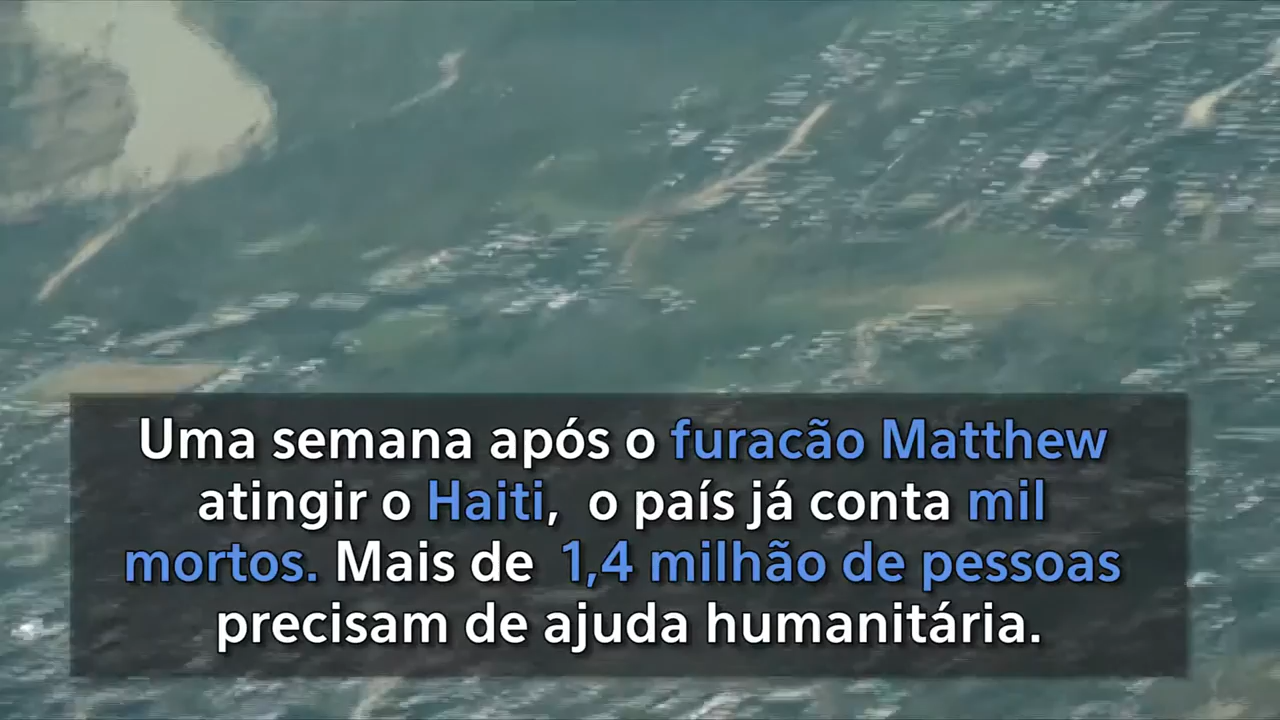 Uma semana após o furacão Matthew
atingir o Haiti, o país já conta mil
mortos. Mais de 1,4 milhão de pessoas
precisam de ajuda humanitária.